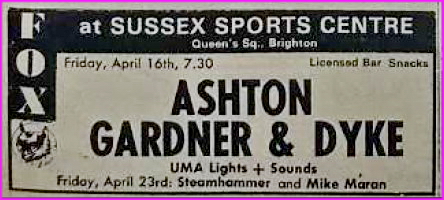 FOX
at SUSSEX SPORTS CENTRE
Queen's Sq., Brighton
Friday, April 16th, 7.30 Licensed Bar Snacks
ASHTON
GARDNER & DYKE
UMA Lights + Sounds
Friday, April 23rd: Steamhammer and Mike Maran